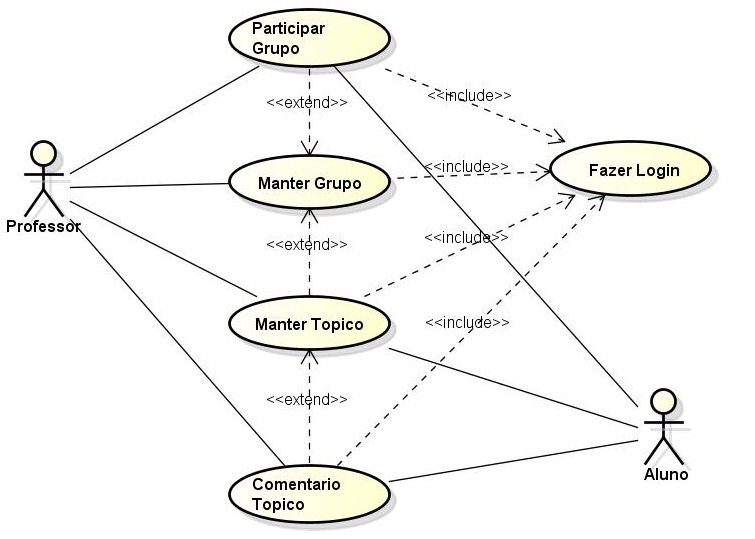 Participar
Grupo
<<extend>>
<<include>>
Manter Grupo
<<include>>
Fazer Login
Professor
<<extend>>
<<include>>
Manter Topico
<<include>>
<<extend>>
Comentario
Topico
Aluno